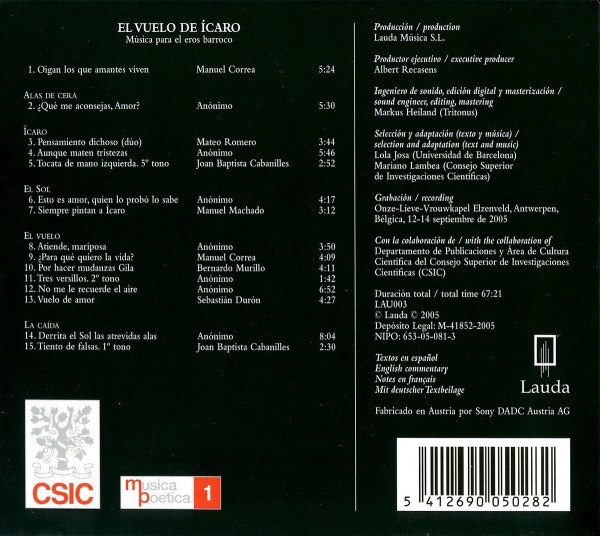 EL VUELO DE ÍCARO
Música para el eros barroco
1. Oigan los que amantes viven Manuel Correa 5:24
ALAS DE CERA
2. ¿Qué me aconsejas, Amor? Anónimo 5:30
ÍCARO
3. Pensamiento dichoso (dúo) Mateo Romero 3:44
4. Aunque maten tristezas Anónimo 5:46
5. Tocata de mano izquierda. 5º tono Joan Baptista Cabanilles 2:52
EL SOL
6. Esto es amor, quien lo probó lo sabe Anónimo 4:17
7. Siempre pintan a Ícaro Manuel Machado 3:12
EL VUELO
8. Atiende, mariposa Anónimo 3:50
9. ¿Para qué quiero la vida? Manuel Correa 4:09
10. Por hacer mudanzas Gila Bernardo Murillo 4:11
11. Tres versillos. 2º tono Anónimo 1:42
12. No me le recuerde el aire Anónimo 6:52
13. Vuelo de amor Sebastián Durón 4:27
LA CAÍDA
14. Derrita el Sol las atrevidas alas Anónimo 8:04
15. Tiento de falsas. 1º tono Joan Baptista Cabanilles 2:30
CSIC
musica
poetica
1
Producción / production
Lauda Música S.L.
Productor ejecutivo / executive producer
Albert Recasens
Ingeniero de sonido, edición digital y masterización /
sound engineer, editing, mastering
Markus Heiland (Tritonus)
Selección y adaptación (texto y música) /
selection and adaptation (text and music)
Lola Josa (Universidad de Barcelona)
Mariano Lambea (Consejo Superior
de Investigaciones Científicas)
Grabación / recording
Onze-Lieve-Vrouwkapel Elzenveld, Antwerpen,
Bélgica, 12-14 septiembre de 2005
Con la colaboración de / with the collaboration of
Departamento de Publicaciones y Área de Cultura
Científica del Consejo Superior de Investigaciones
Científicas (CSIC)
Duración total / total time 67:21
LAU003
© Lauda ℗ 2005
Depósito Legal: M-41852-2005
NIPO: 653-05-081-3
Textos en español
English commentary
Notes en français
Mit deutscher Textbeilage
Lauda
Fabricado en Austria por Sony DADC Austria AG
5 412690 050282